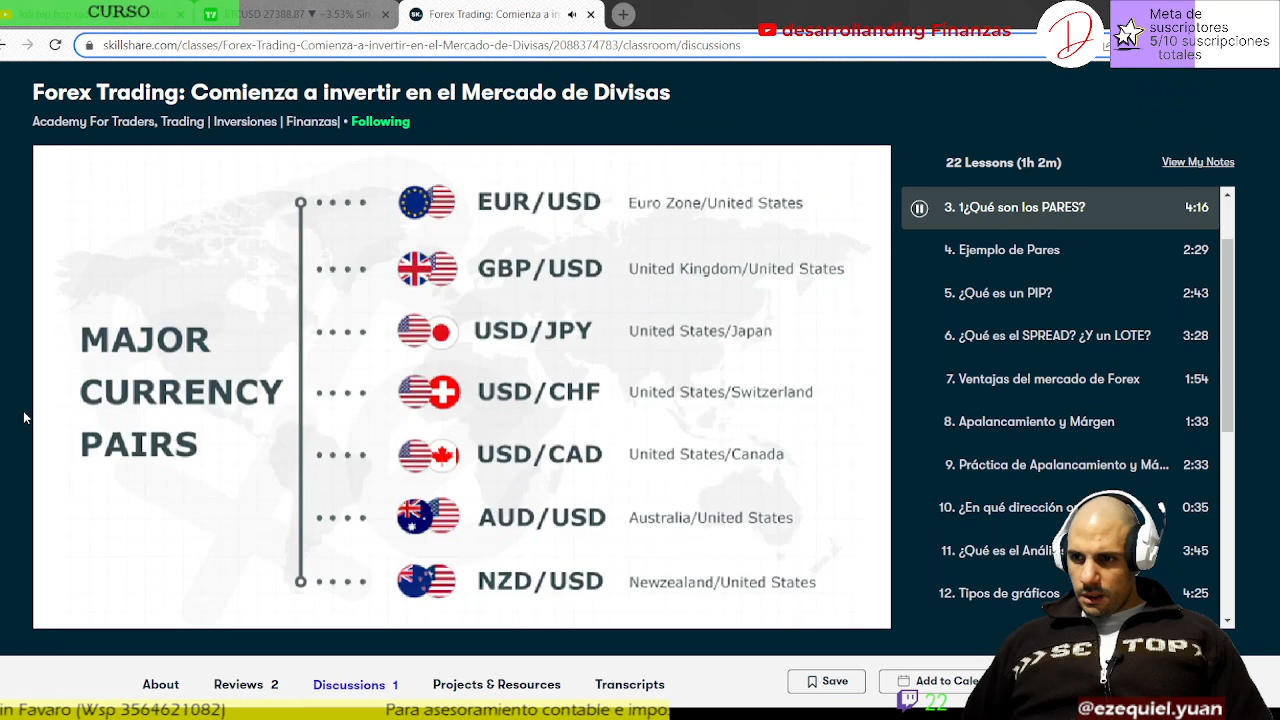 CURSO
BTCUSD 27388.87 ▼ −3.53% Sin
Forex Trading: Comienza a in
desarrollanding Finanzas
Meta de
suscriptores
5/10 suscripciones
totales
skillshare.com/classes/Forex-Trading-Comienza-a-invertir-en-el-Mercado-de-Divisas/2088374783/classroom/discussions
Forex Trading: Comienza a invertir en el Mercado de Divisas
Academy For Traders, Trading | Inversiones | Finanzas| • Following
MAJOR
CURRENCY
PAIRS
EUR/USD Euro Zone/United States
GBP/USD United Kingdom/United States
USD/JPY United States/Japan
USD/CHF United States/Switzerland
USD/CAD United States/Canada
AUD/USD Australia/United States
NZD/USD Newzealand/United States
22 Lessons (1h 2m) View My Notes
3. 1¿Qué son los PARES? 4:16
4. Ejemplo de Pares 2:29
5. ¿Qué es un PIP? 2:43
6. ¿Qué es el SPREAD? ¿Y un LOTE? 3:28
7. Ventajas del mercado de Forex 1:54
8. Apalancamiento y Márgen 1:33
9. Práctica de Apalancamiento y Má... 2:33
10. ¿En qué dirección 0:35
11. ¿Qué es el 3:45
12. Tipos de gráficos 4:25
About Reviews 2 Discussions 1 Projects & Resources Transcripts
Save Add to Cale
22
in Favaro (Wsp 3564621082) Para asesoramiento contable e impo
@ezequiel.yuan